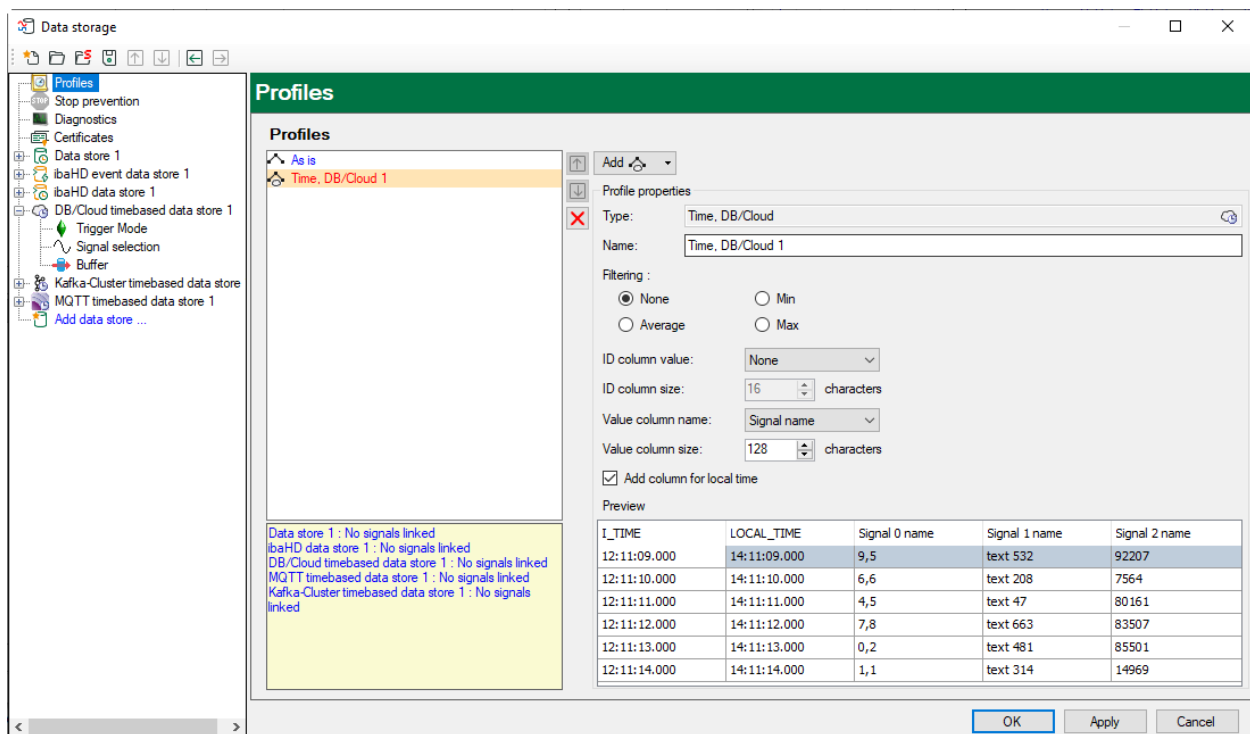 Data storage
Profiles
STOP Stop prevention
Diagnostics
Certificates
Data store 1
ibaHD event data store 1
ibaHD data store 1
DB/Cloud timebased data store 1
Trigger Mode
Signal selection
Buffer
Kafka-Cluster timebased data store
MQTT timebased data store 1
Add data store ...
Profiles
Profiles
As is
Time, DB/Cloud 1
Data store 1 : No signals linked
ibaHD data store 1 : No signals linked
DB/Cloud timebased data store 1 : No signals linked
MQTT timebased data store 1 : No signals linked
Kafka-Cluster timebased data store 1 : No signals
linked
Add
Profile properties
Type: Time, DB/Cloud
Name: Time, DB/Cloud 1
Filtering :
None Min
Average Max
ID column value: None
ID column size: 16 characters
Value column name: Signal name
Value column size: 128 characters
Add column for local time
Preview
I_TIME LOCAL_TIME Signal 0 name Signal 1 name Signal 2 name
12:11:09.000 14:11:09.000 9,5 text 532 92207
12:11:10.000 14:11:10.000 6,6 text 208 7564
12:11:11.000 14:11:11.000 4,5 text 47 80161
12:11:12.000 14:11:12.000 7,8 text 663 83507
12:11:13.000 14:11:13.000 0,2 text 481 85501
12:11:14.000 14:11:14.000 1,1 text 314 14969
OK Apply Cancel